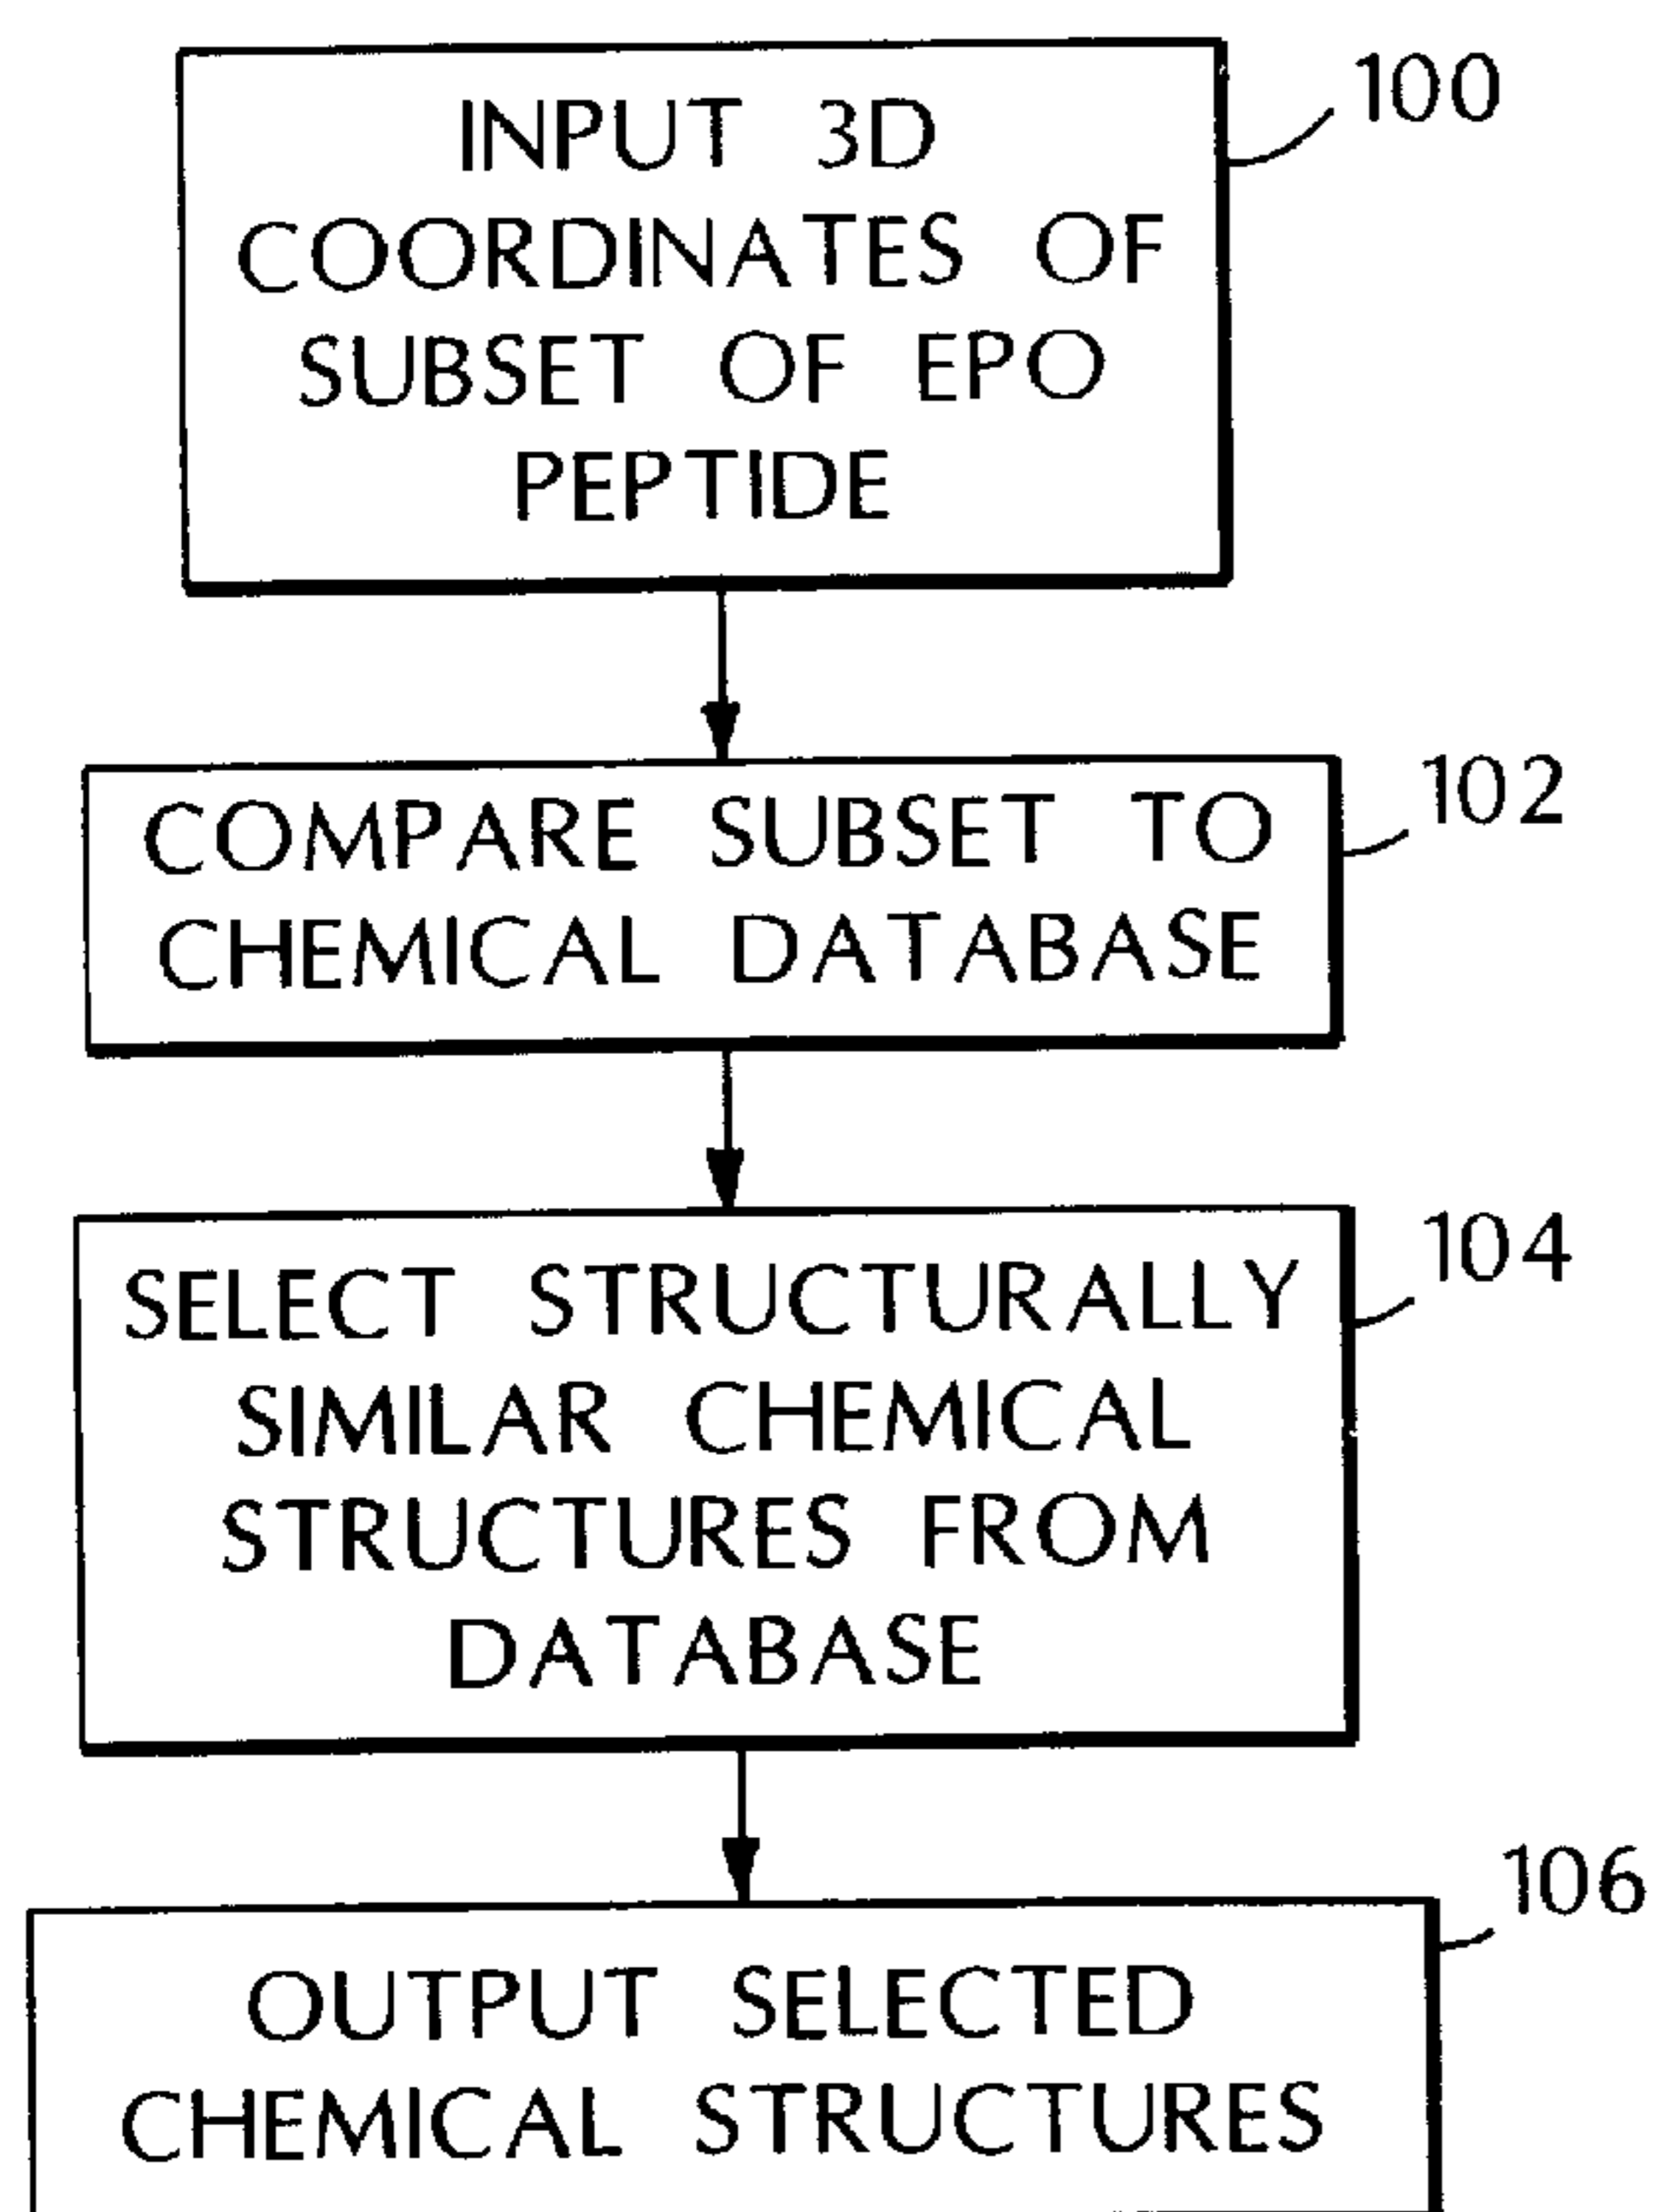 INPUT 3D
COORDINATES OF
SUBSET OF EPO
PEPTIDE
100
COMPARE SUBSET TO
CHEMICAL DATABASE
102
SELECT STRUCTURALLY
SIMILAR CHEMICAL
STRUCTURES FROM
DATABASE
104
OUTPUT SELECTED
CHEMICAL STRUCTURES
106